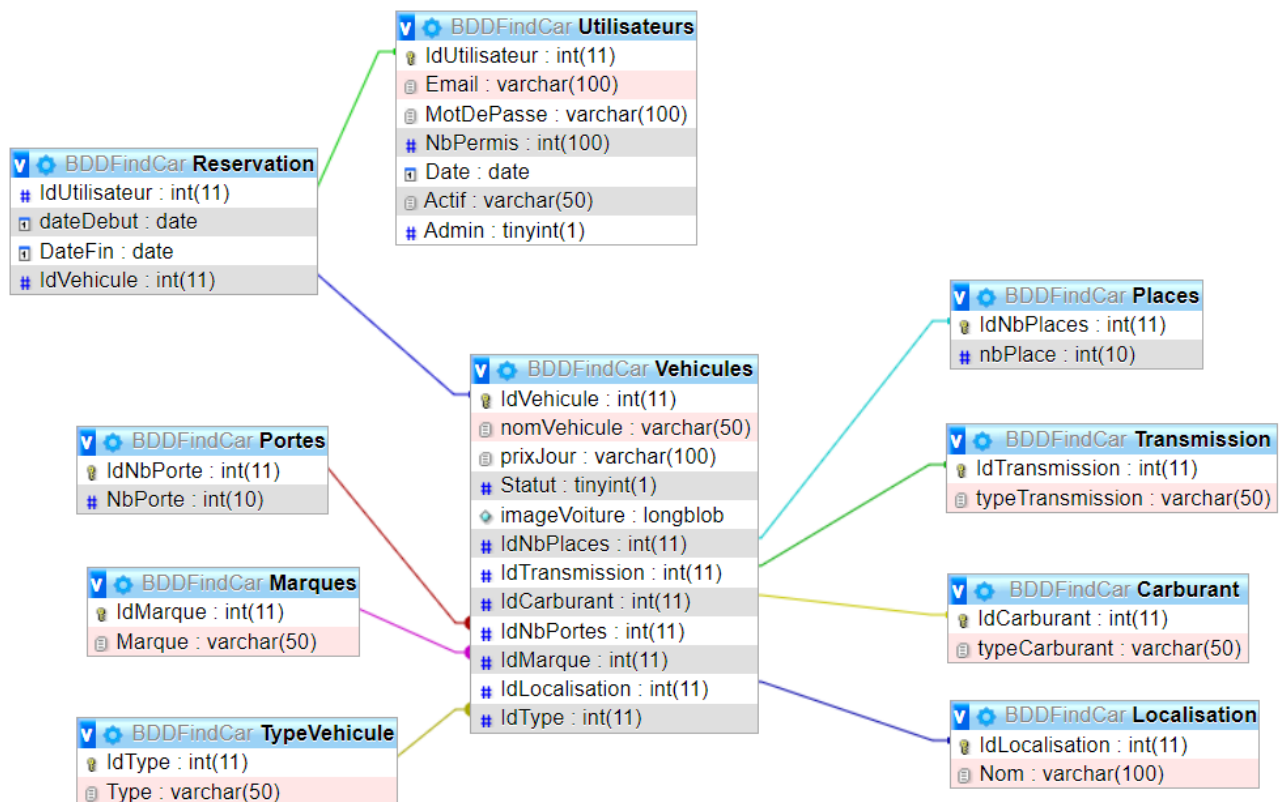 BDDFindCar Utilisateurs
IdUtilisateur : int(11)
Email : varchar(100)
MotDePasse : varchar(100)
NbPermis : int(100)
Date : date
Actif : varchar(50)
Admin : tinyint(1)
BDDFindCar Reservation
IdUtilisateur : int(11)
dateDebut : date
DateFin : date
IdVehicule : int(11)
BDDFindCar Places
IdNbPlaces : int(11)
nbPlace : int(10)
BDDFindCar Vehicules
IdVehicule : int(11)
nomVehicule : varchar(50)
prixJour : varchar(100)
Statut : tinyint(1)
imageVoiture : longblob
IdNbPlaces : int(11)
IdTransmission : int(11)
IdCarburant : int(11)
IdNbPortes : int(11)
IdMarque : int(11)
IdLocalisation : int(11)
IdType : int(11)
BDDFindCar Portes
IdNbPorte : int(11)
NbPorte : int(10)
BDDFindCar Transmission
IdTransmission : int(11)
typeTransmission : varchar(50)
BDDFindCar Marques
IdMarque : int(11)
Marque : varchar(50)
BDDFindCar Carburant
IdCarburant : int(11)
typeCarburant : varchar(50)
BDDFindCar TypeVehicule
IdType : int(11)
Type : varchar(50)
BDDFindCar Localisation
IdLocalisation : int(11)
Nom : varchar(100)